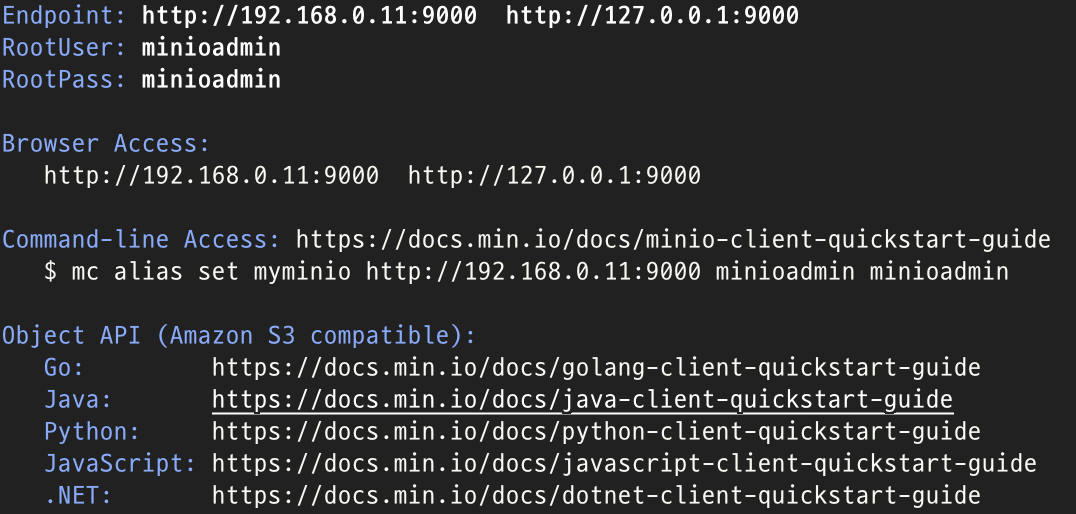 Endpoint: http://192.168.0.11:9000  http://127.0.0.1:9000
RootUser: minioadmin
RootPass: minioadmin

Browser Access:
   http://192.168.0.11:9000  http://127.0.0.1:9000

Command-line Access: https://docs.min.io/docs/minio-client-quickstart-guide
   $ mc alias set myminio http://192.168.0.11:9000 minioadmin minioadmin

Object API (Amazon S3 compatible):
   Go:         https://docs.min.io/docs/golang-client-quickstart-guide
   Java:       https://docs.min.io/docs/java-client-quickstart-guide
   Python:     https://docs.min.io/docs/python-client-quickstart-guide
   JavaScript: https://docs.min.io/docs/javascript-client-quickstart-guide
   .NET:       https://docs.min.io/docs/dotnet-client-quickstart-guide